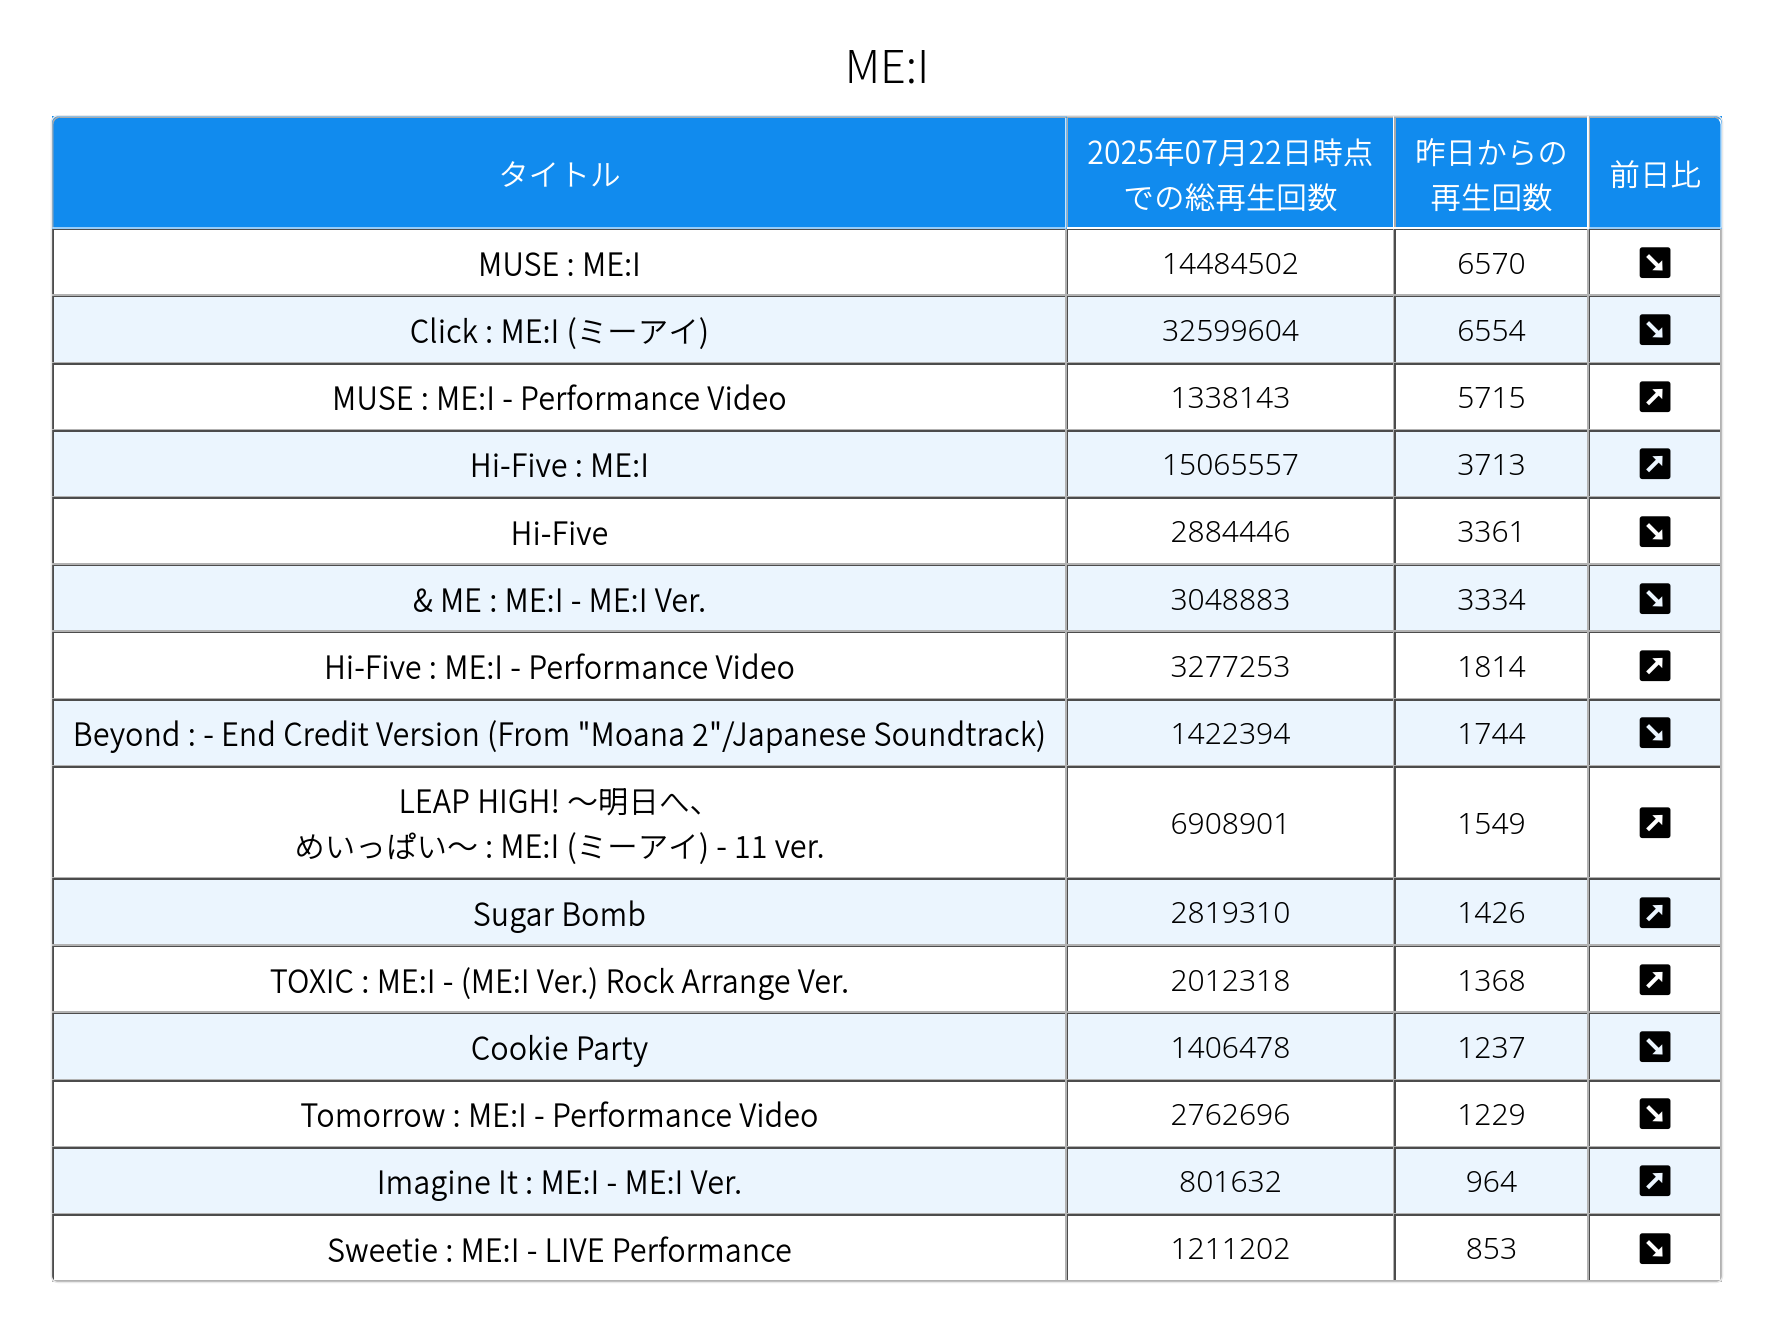 ME:I
タイトル
2025年07月22日時点
での総再生回数
昨日からの
再生回数
前日比
MUSE : ME:I 14484502 6570
Click : ME:I (ミーアイ) 32599604 6554
MUSE : ME:I - Performance Video 1338143 5715
Hi-Five : ME:I 15065557 3713
Hi-Five 2884446 3361
& ME : ME:I - ME:I Ver. 3048883 3334
Hi-Five : ME:I - Performance Video 3277253 1814
Beyond : - End Credit Version (From "Moana 2"/Japanese Soundtrack) 1422394 1744
LEAP HIGH! ～明日へ、
めいっぱい～ : ME:I (ミーアイ) - 11 ver. 6908901 1549
Sugar Bomb 2819310 1426
TOXIC : ME:I - (ME:I Ver.) Rock Arrange Ver. 2012318 1368
Cookie Party 1406478 1237
Tomorrow : ME:I - Performance Video 2762696 1229
Imagine It : ME:I - ME:I Ver. 801632 964
Sweetie : ME:I - LIVE Performance 1211202 853